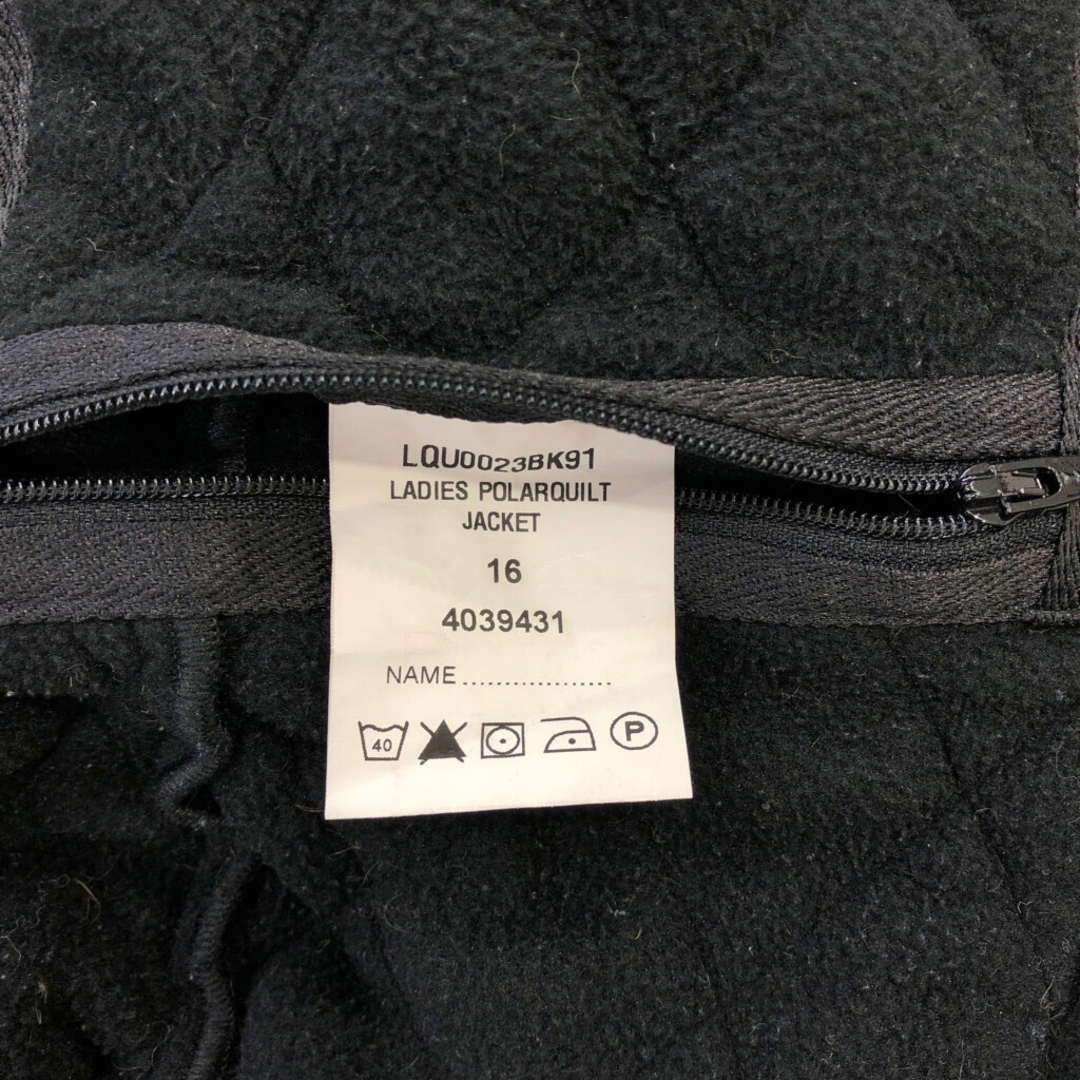 LQU0023BK91
LADIES POLARQUILT
JACKET
16
4039431
NAME..................
40 P